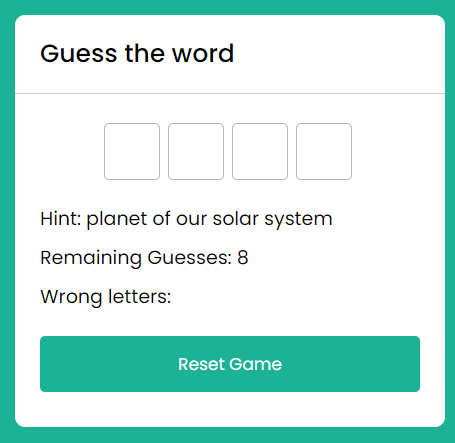 Guess the word
Hint: planet of our solar system
Remaining Guesses: 8
Wrong letters:
Reset Game